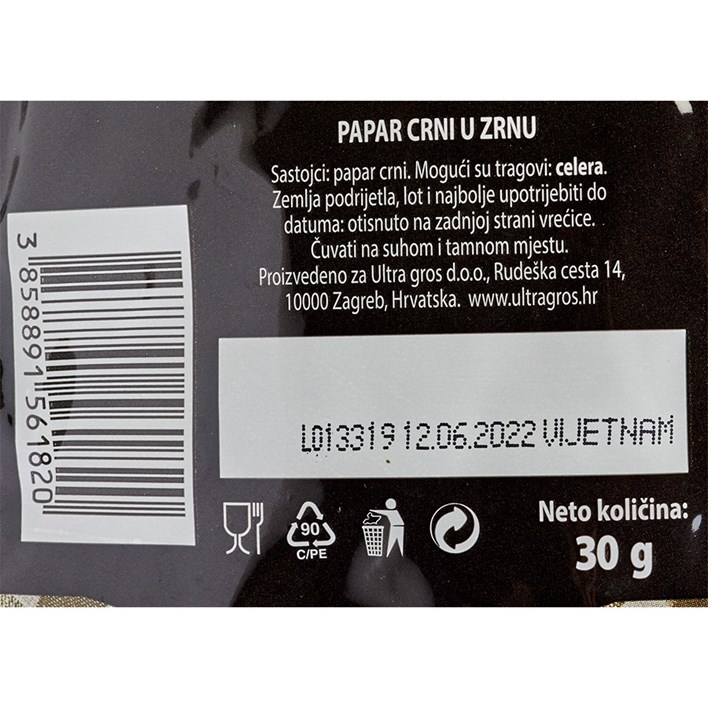 PAPAR CRNI U ZRNU
Sastojci: papar crni. Mogući su tragovi: celera.
Zemlja podrijetla, lot i najbolje upotrijebiti do
datuma: otisnuto na zadnjoj strani vrećice.
Čuvati na suhom i tamnom mjestu.
Proizvedeno za Ultra gros d.o.o., Rudeška cesta 14,
10000 Zagreb, Hrvatska. www.ultragros.hr
3 858891 561820
L013319 12.06.2022 VIJETNAM
90
C/PE
Neto količina:
30 g